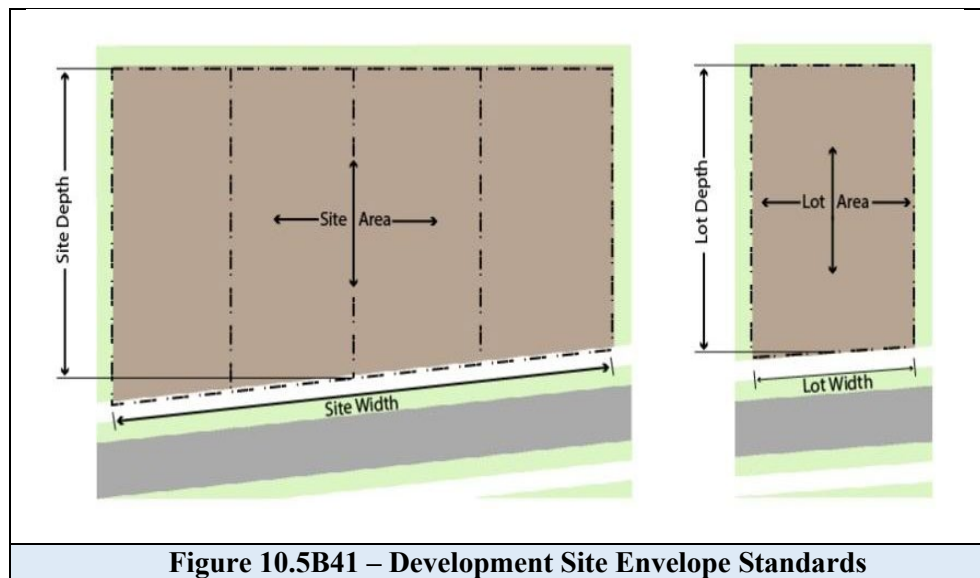 Site Depth
Site Area
Site Width
Lot Depth
Lot Area
Lot Width
Figure 10.5B41 – Development Site Envelope Standards